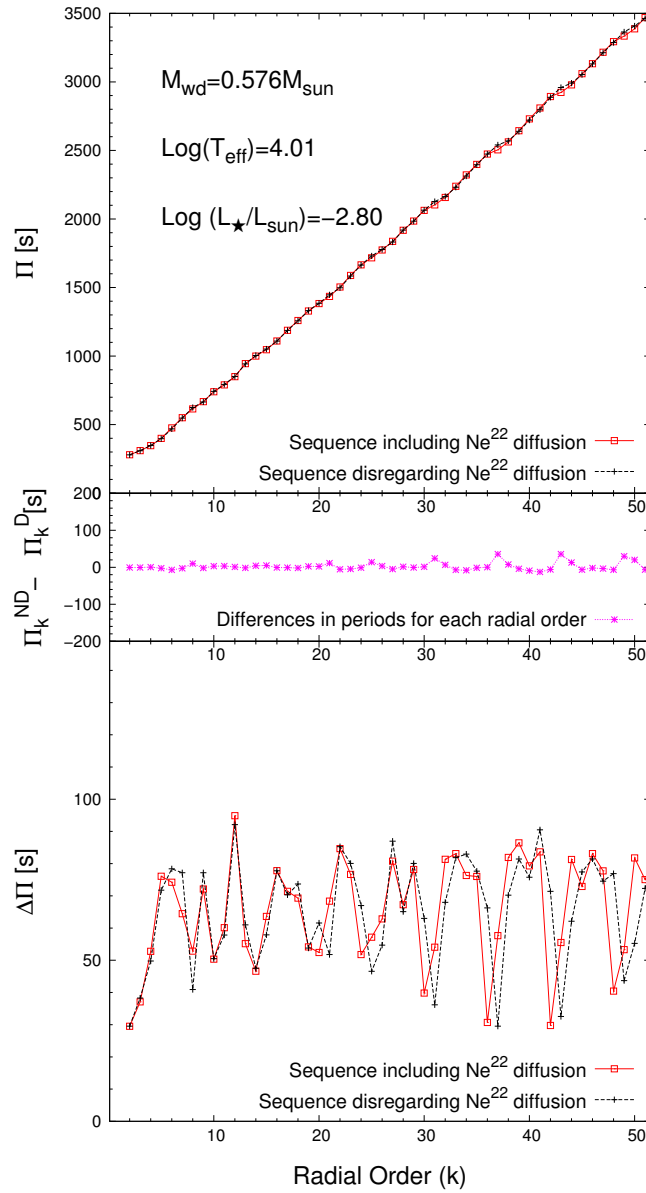 3500
3000
2500
2000
1500
1000
500
200
Π [s]
M_wd=0.576M_sun
Log(T_eff)=4.01
Log (L_★/L_sun)=−2.80
Sequence including Ne^22 diffusion
Sequence disregarding Ne^22 diffusion
10 20 30 40 50
200
100
0
−100
−200
Π_k^ND − Π_k^D[s]
Differences in periods for each radial order
10 20 30 40 50
100
50
0
ΔΠ [s]
Sequence including Ne^22 diffusion
Sequence disregarding Ne^22 diffusion
10 20 30 40 50
Radial Order (k)